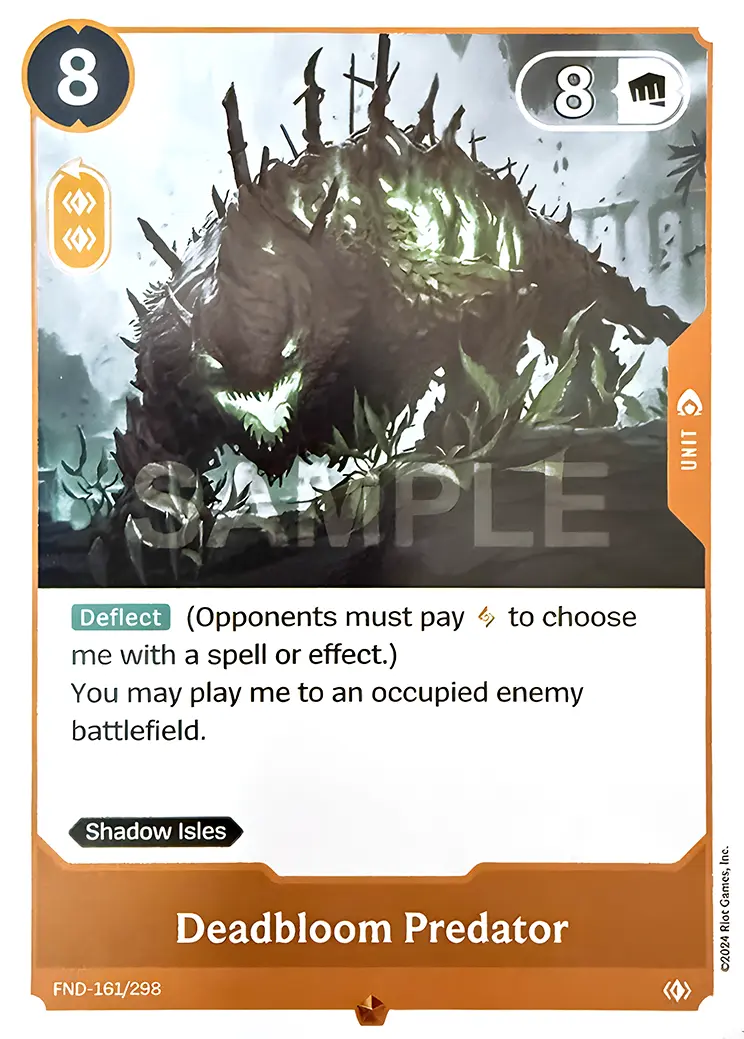 8
8
UNIT
SAMPLE
Deflect (Opponents must pay to choose
me with a spell or effect.)
You may play me to an occupied enemy
battlefield.
Shadow Isles
Deadbloom Predator
FND-161/298
©2024 Riot Games, Inc.